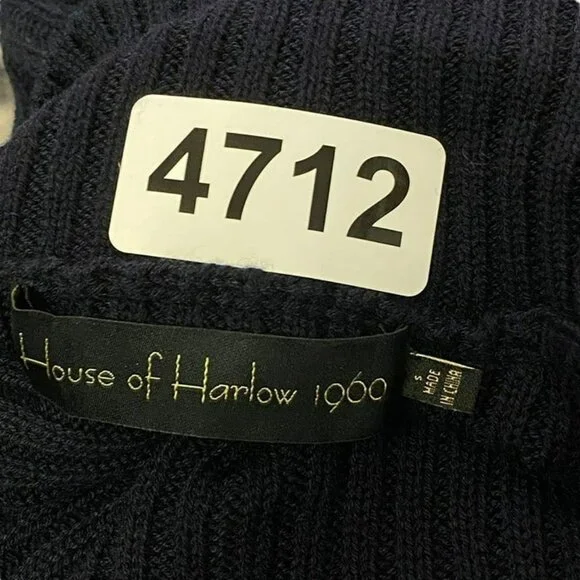 4712
House of Harlow 1960
S
MADE
IN CHINA